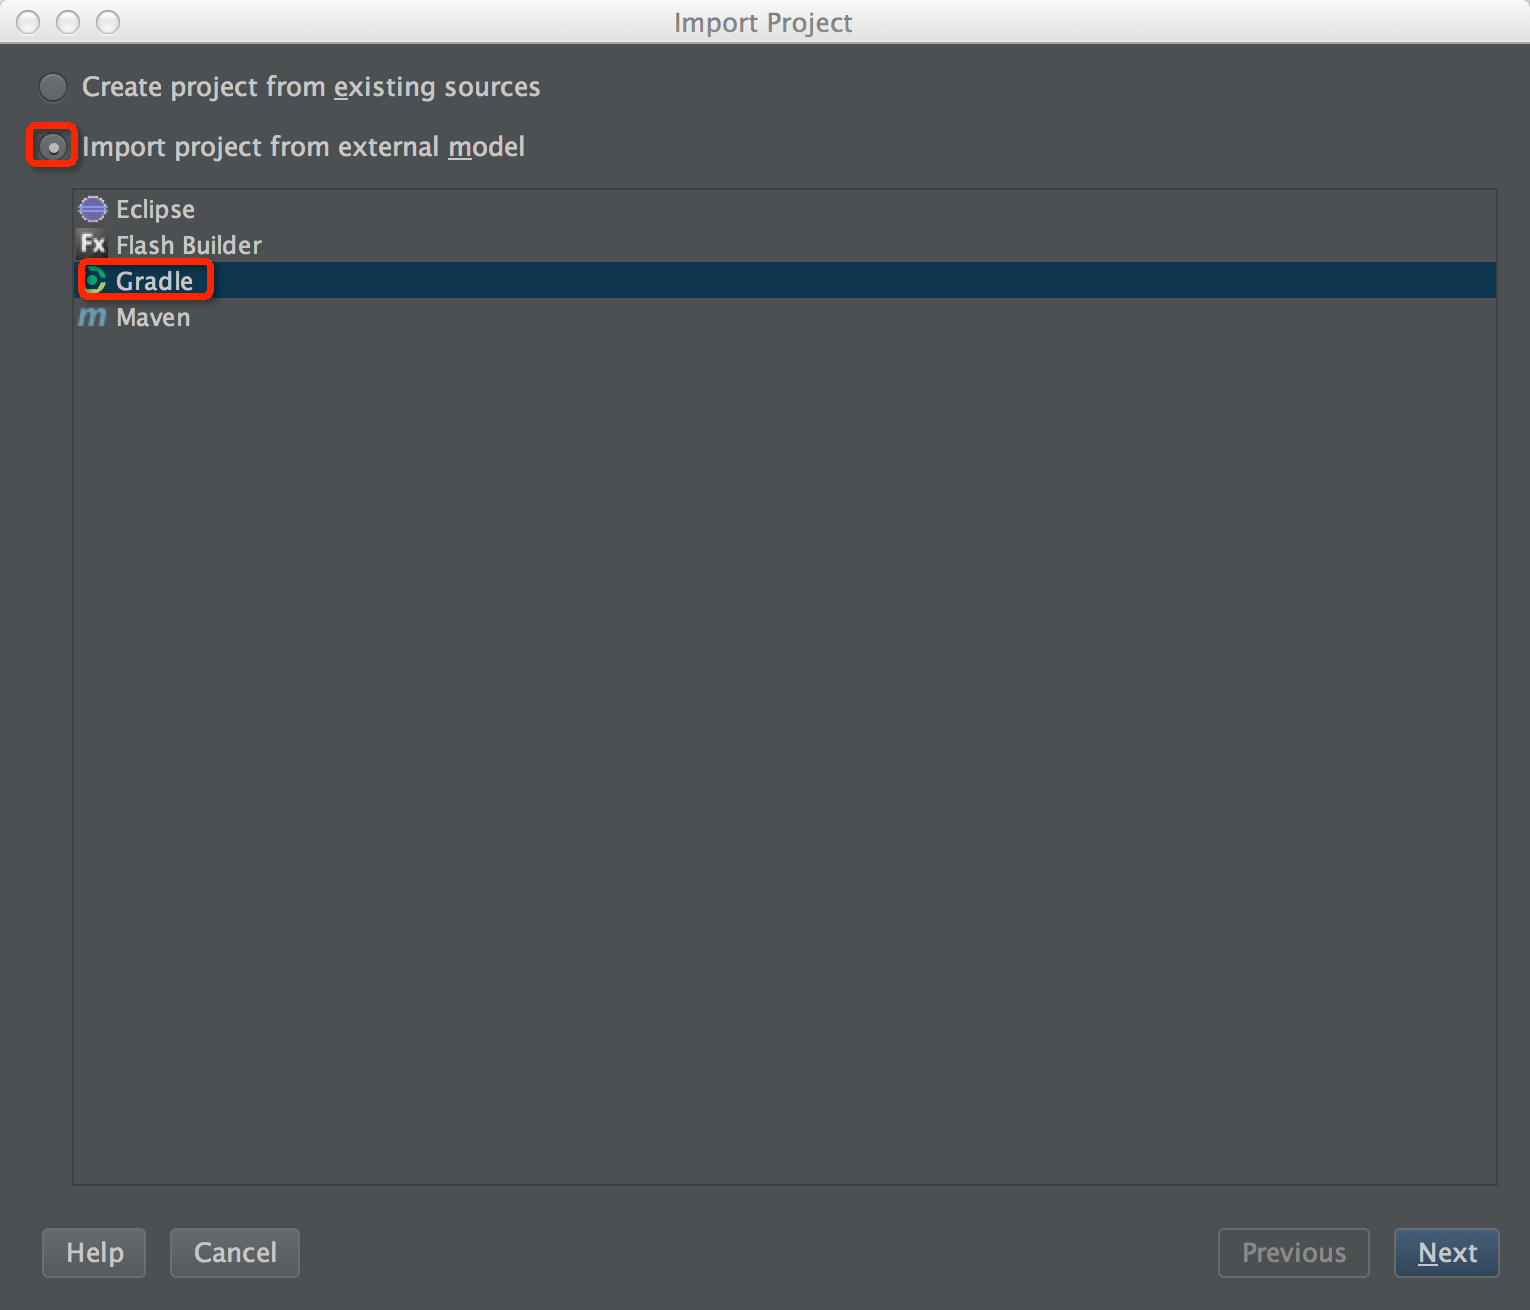 Import Project
Create project from existing sources
Import project from external model
Eclipse
Fx Flash Builder
Gradle
m Maven
Help Cancel Previous Next